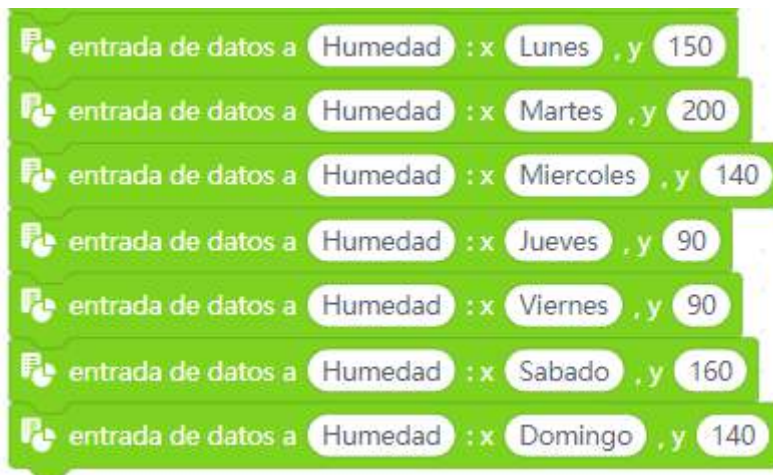 entrada de datos a Humedad : x Lunes , y 150
entrada de datos a Humedad : x Martes , y 200
entrada de datos a Humedad : x Miercoles , y 140
entrada de datos a Humedad : x Jueves , y 90
entrada de datos a Humedad : x Viernes , y 90
entrada de datos a Humedad : x Sabado , y 160
entrada de datos a Humedad : x Domingo , y 140